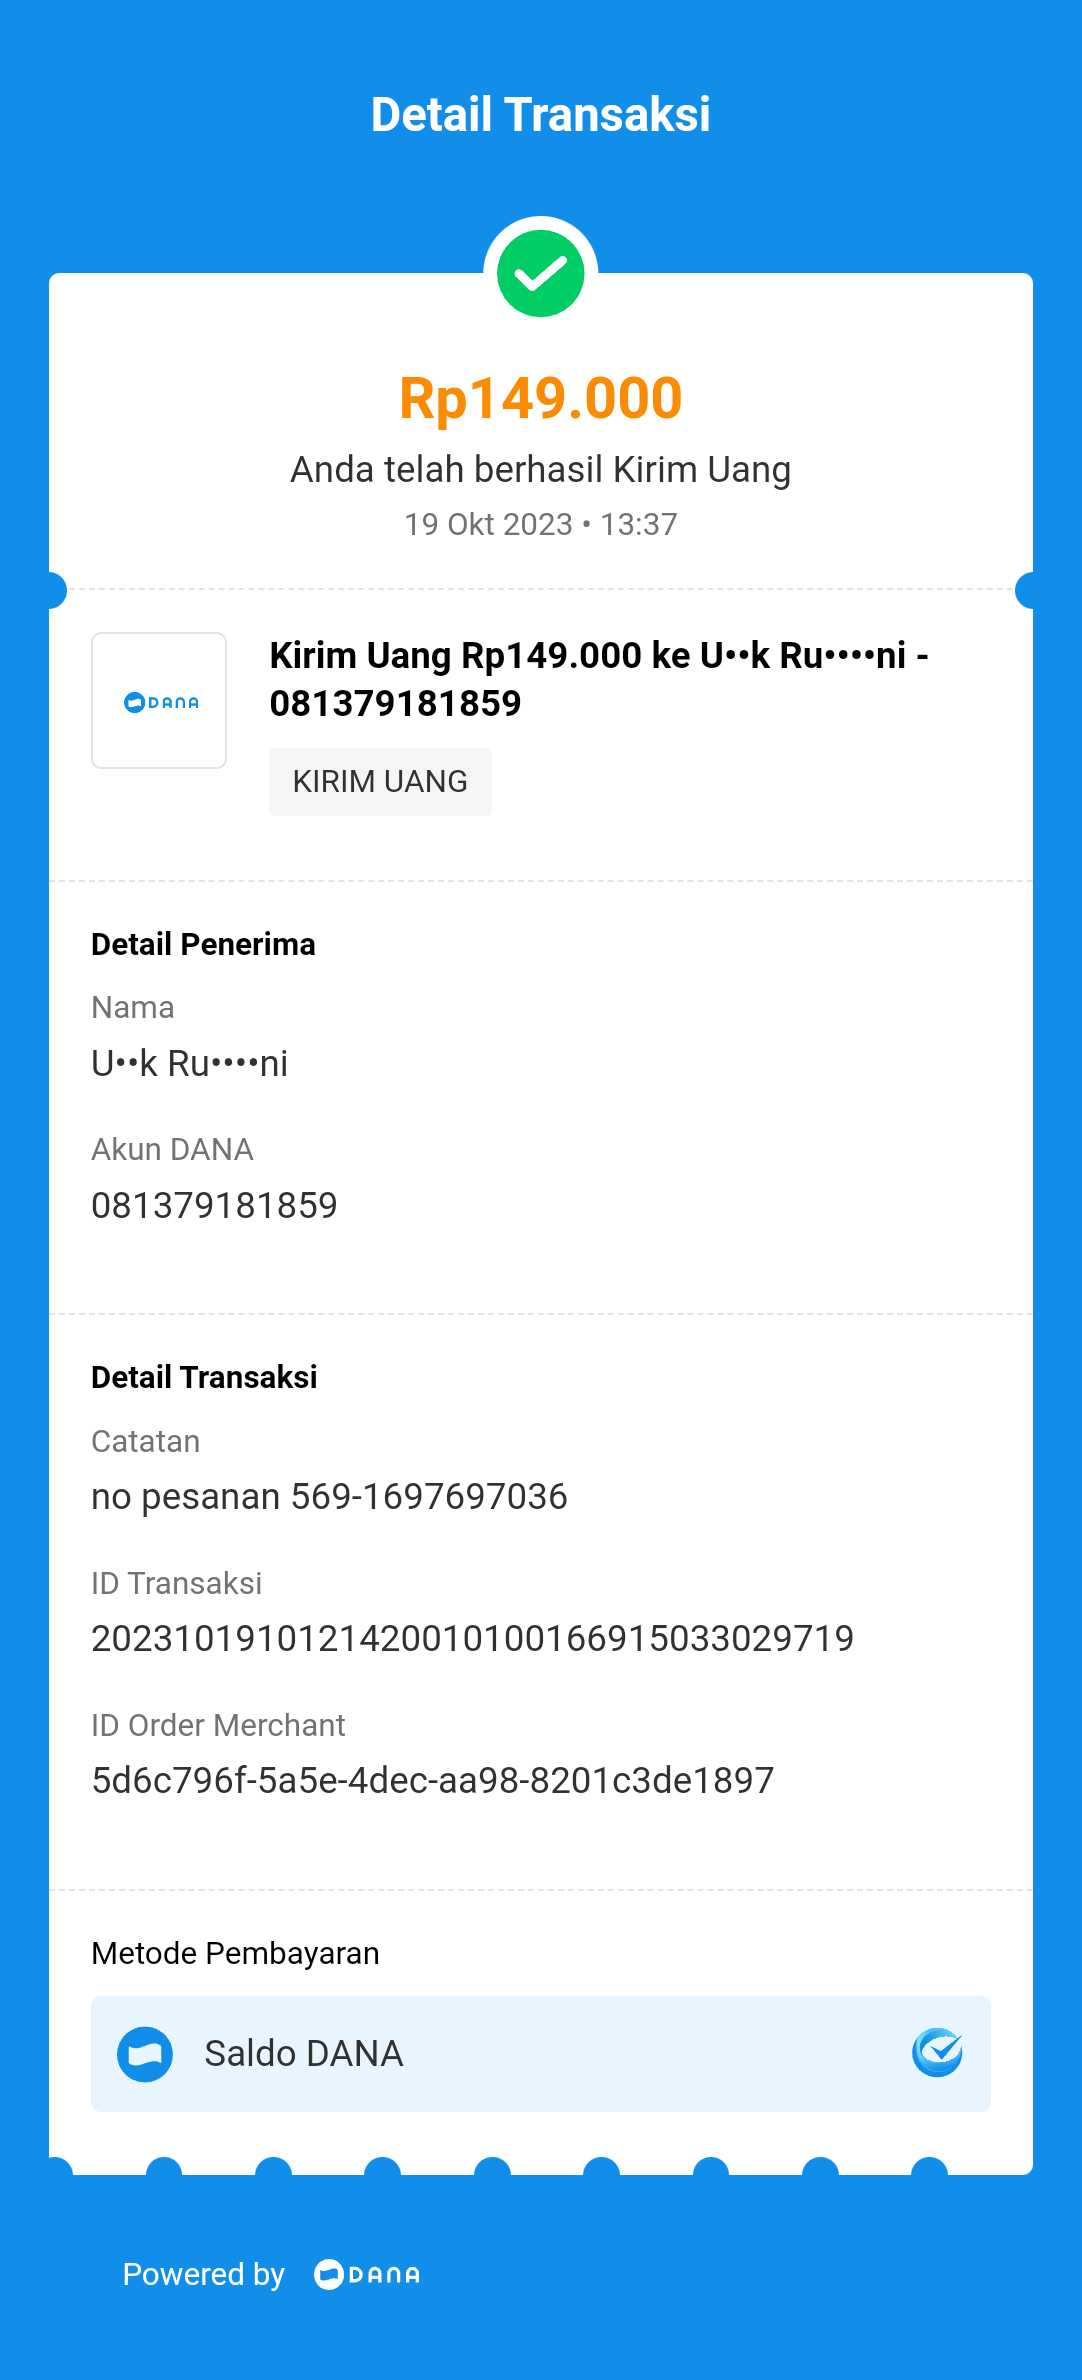 Detail Transaksi
Rp149.000
Anda telah berhasil Kirim Uang
19 Okt 2023 • 13:37
Kirim Uang Rp149.000 ke U••k Ru••••ni -
081379181859
DANA
KIRIM UANG
Detail Penerima
Nama
U••k Ru••••ni
Akun DANA
081379181859
Detail Transaksi
Catatan
no pesanan 569-1697697036
ID Transaksi
2023101910121420010100166915033029719
ID Order Merchant
5d6c796f-5a5e-4dec-aa98-8201c3de1897
Metode Pembayaran
Saldo DANA
Powered by DANA